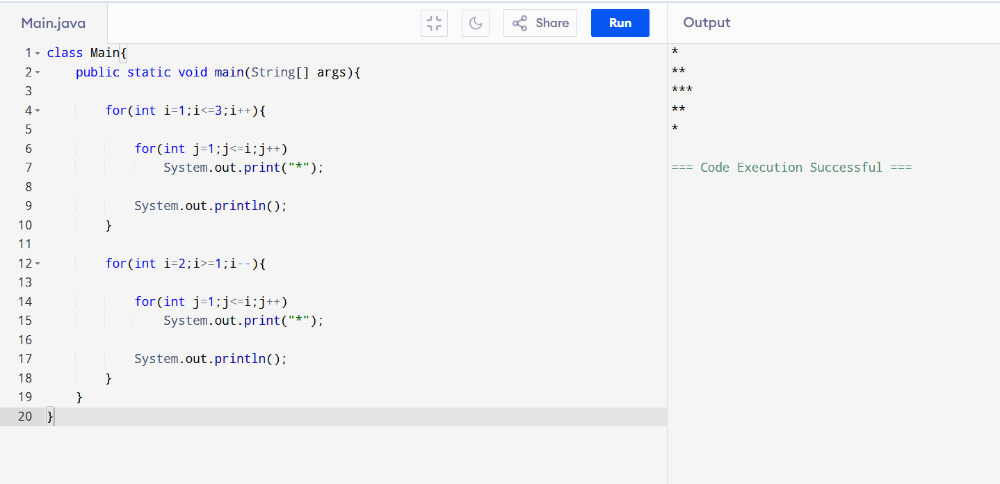 Main.java
Share
Run
Output
1 class Main{
2     public static void main(String[] args){
3
4         for(int i=1;i<=3;i++){
5
6             for(int j=1;j<=i;j++)
7                 System.out.print("*");
8
9             System.out.println();
10         }
11
12         for(int i=2;i>=1;i--){
13
14             for(int j=1;j<=i;j++)
15                 System.out.print("*");
16
17             System.out.println();
18         }
19     }
20 }
*
**
***
**
*
=== Code Execution Successful ===